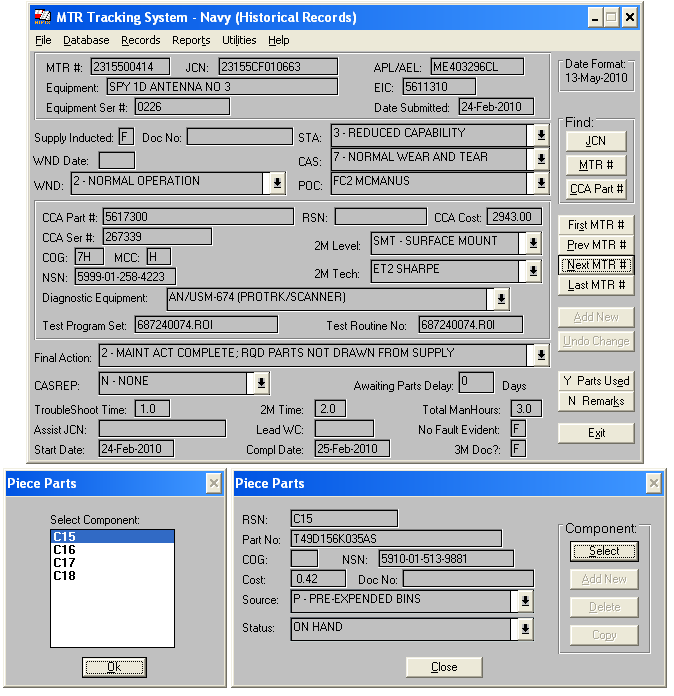 MTR Tracking System - Navy (Historical Records)
File Database Records Reports Utilities Help
MTR #: 2315500414 JCN: 23155CF010663 APL/AEL: ME403296CL
Equipment: SPY 1D ANTENNA NO 3 EIC: 5611310
Equipment Ser #: 0226 Date Submitted: 24-Feb-2010
Date Format:
13-May-2010
Supply Inducted: F Doc No: STA: 3 - REDUCED CAPABILITY
WND Date: CAS: 7 - NORMAL WEAR AND TEAR
WND: 2 - NORMAL OPERATION POC: FC2 MCMANUS
Find:
JCN
MTR #
CCA Part #
CCA Part #: 5617300 RSN: CCA Cost: 2943.00
CCA Ser #: 267339 2M Level: SMT - SURFACE MOUNT
COG: 7H MCC: H
NSN: 5999-01-258-4223 2M Tech: ET2 SHARPE
Diagnostic Equipment: AN/USM-674 (PROTRK/SCANNER)
Test Program Set: 687240074.ROI Test Routine No: 687240074.ROI
First MTR #
Prev MTR #
Next MTR #
Last MTR #
Add New
Undo Change
Final Action: 2 - MAINT ACT COMPLETE; RQD PARTS NOT DRAWN FROM SUPPLY
CASREP: N - NONE Awaiting Parts Delay: 0 Days
TroubleShoot Time: 1.0 2M Time: 2.0 Total ManHours: 3.0
Assist JCN: Lead WC: No Fault Evident: F
Start Date: 24-Feb-2010 Compl Date: 25-Feb-2010 3M Doc?: F
Y Parts Used
N Remarks
Exit
Piece Parts
Select Component:
C15
C16
C17
C18
Ok
Piece Parts
RSN: C15
Part No: T49D156K035AS
COG: NSN: 5910-01-513-9881
Cost: 0.42 Doc No:
Source: P - PRE-EXPENDED BINS
Status: ON HAND
Component:
Select
Add New
Delete
Copy
Close